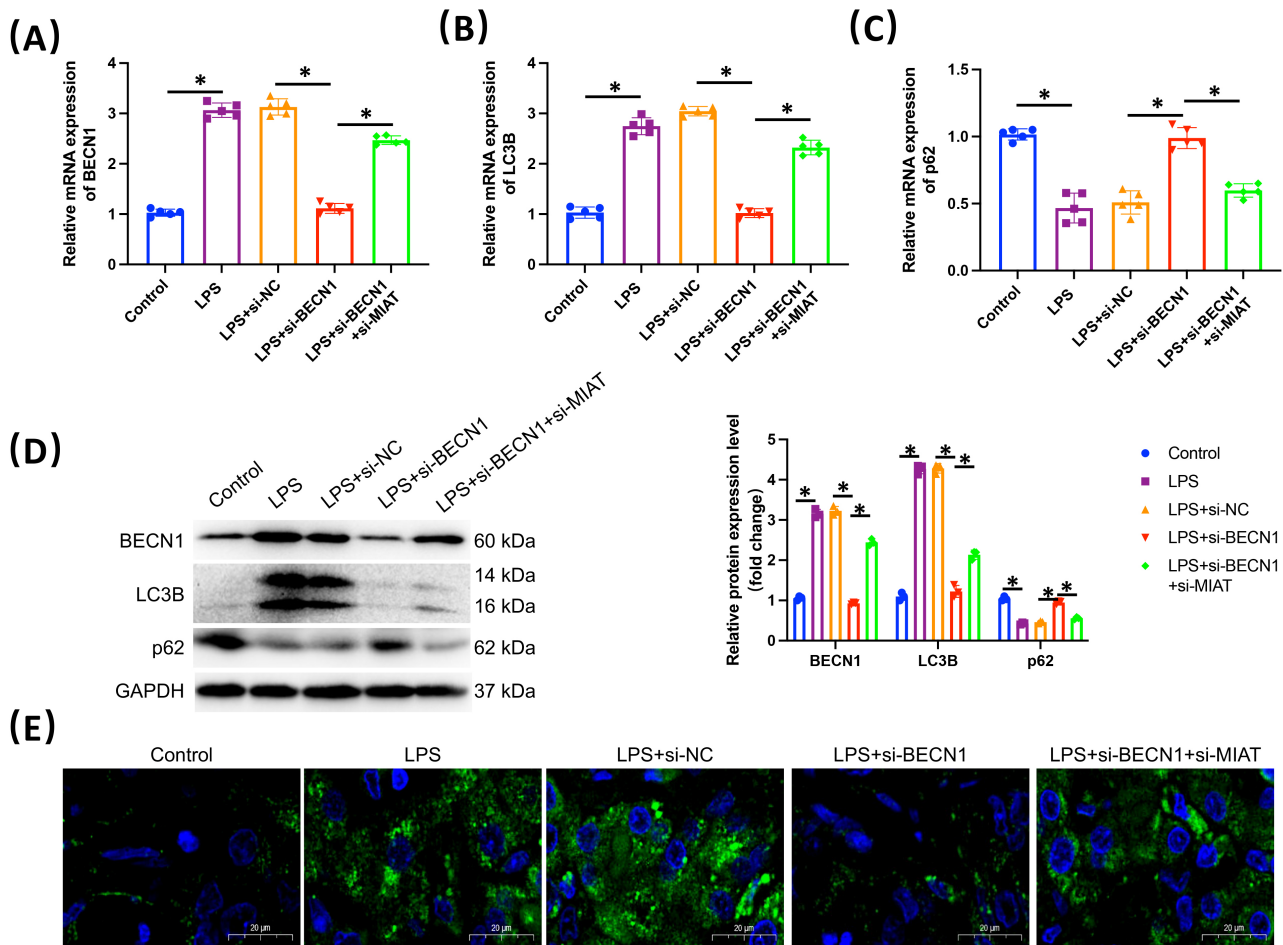 (A)
Relative mRNA expression
of BECN1
4
3
2
1
0
*
*
*
Control
LPS
LPS+si-NC
LPS+si-BECN1
LPS+si-BECN1
+si-MIAT
(B)
Relative mRNA expression
of LC3B
4
3
2
1
0
*
*
*
Control
LPS
LPS+si-NC
LPS+si-BECN1
LPS+si-BECN1
+si-MIAT
(C)
Relative mRNA expression
of p62
1.5
1.0
0.5
0.0
*
*
*
Control
LPS
LPS+si-NC
LPS+si-BECN1
LPS+si-BECN1
+si-MIAT
(D)
Control
LPS
LPS+si-NC
LPS+si-BECN1
LPS+si-BECN1+si-MIAT
BECN1
60 kDa
LC3B
14 kDa
16 kDa
p62
62 kDa
GAPDH
37 kDa
Relative protein expression level
(fold change)
5
4
3
2
1
0
*
*
*
*
*
*
*
*
*
BECN1
LC3B
p62
Control
LPS
LPS+si-NC
LPS+si-BECN1
LPS+si-BECN1
+si-MIAT
(E)
Control
LPS
LPS+si-NC
LPS+si-BECN1
LPS+si-BECN1+si-MIAT
20 μm
20 μm
20 μm
20 μm
20 μm